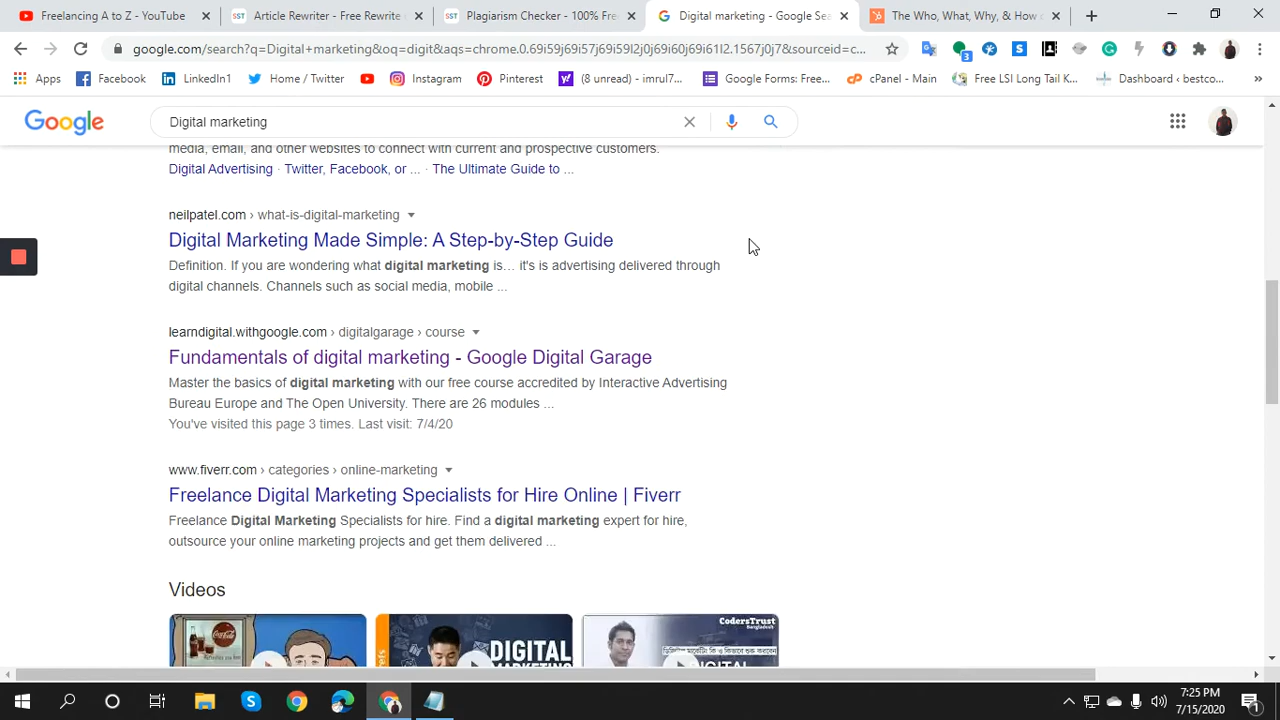 Freelancing A to Z - YouTube
Article Rewriter - Free Rewrite
Plagiarism Checker - 100% Free
Digital marketing - Google Sea
The Who, What, Why, & How o
google.com/search?q=Digital+marketing&oq=digit&aqs=chrome.0.69i59j69i57j69i59l2j0j69i60j69i61l2.1567j0j7&sourceid=c...
3
Apps
Facebook
LinkedIn1
Home / Twitter
Instagram
Pinterest
(8 unread) - imrul7...
Google Forms: Free...
cPanel - Main
Free LSI Long Tail K...
Dashboard ‹ bestco...
»
Google
Digital marketing
media, email, and other websites to connect with current and prospective customers.
Digital Advertising · Twitter, Facebook, or ... · The Ultimate Guide to ...
neilpatel.com › what-is-digital-marketing
Digital Marketing Made Simple: A Step-by-Step Guide
Definition. If you are wondering what digital marketing is… it's is advertising delivered through
digital channels. Channels such as social media, mobile ...
learndigital.withgoogle.com › digitalgarage › course
Fundamentals of digital marketing - Google Digital Garage
Master the basics of digital marketing with our free course accredited by Interactive Advertising
Bureau Europe and The Open University. There are 26 modules ...
You've visited this page 3 times. Last visit: 7/4/20
www.fiverr.com › categories › online-marketing
Freelance Digital Marketing Specialists for Hire Online | Fiverr
Freelance Digital Marketing Specialists for hire. Find a digital marketing expert for hire,
outsource your online marketing projects and get them delivered ...
Videos
Coca-Cola
DIGITAL
MARKETING
CodersTrust
Bangladesh
ডিজিটাল মার্কেটিং কি ও কিভাবে শুরু করবেন
DIGITAL
7:25 PM
7/15/2020
1